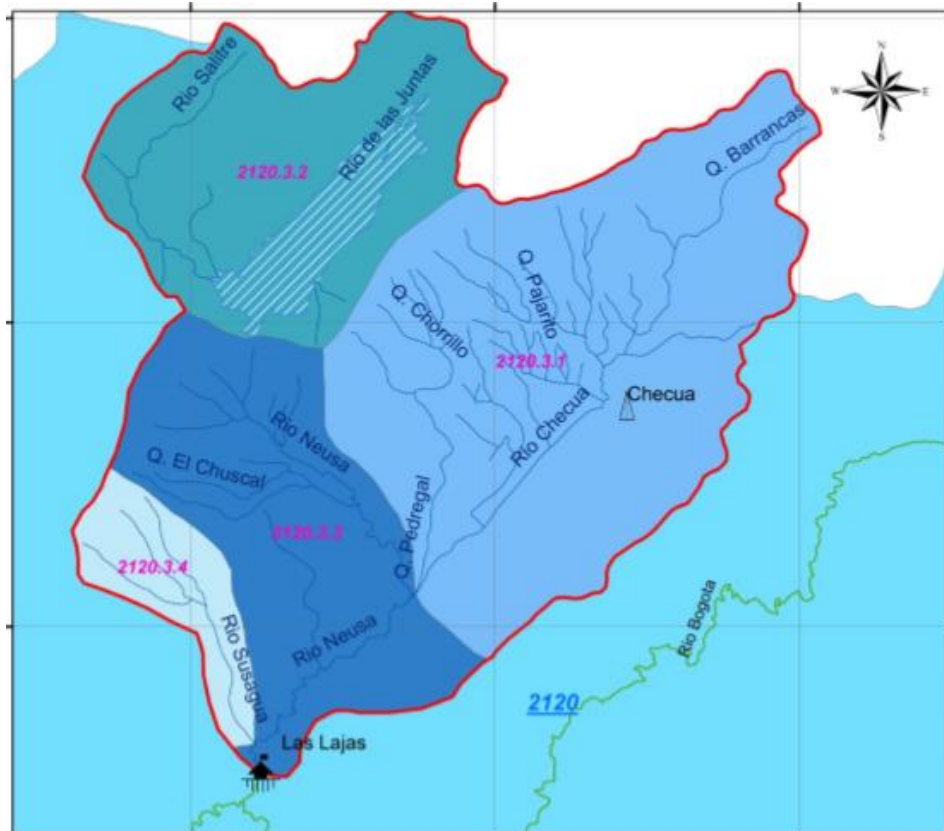 Rio Salitre
Rio de las Juntas
N
W
E
S
Q. Barrancas
2120.3.2
Q. Pajarito
Q. Chorrillo
2120.3.1
Checua
Rio Checua
Rio Neusa
Q. El Chuscal
Q. Pedregal
2120.3.3
2120.3.4
Rio Bogota
Rio Neusa
Rio Susagua
2120
Las Lajas